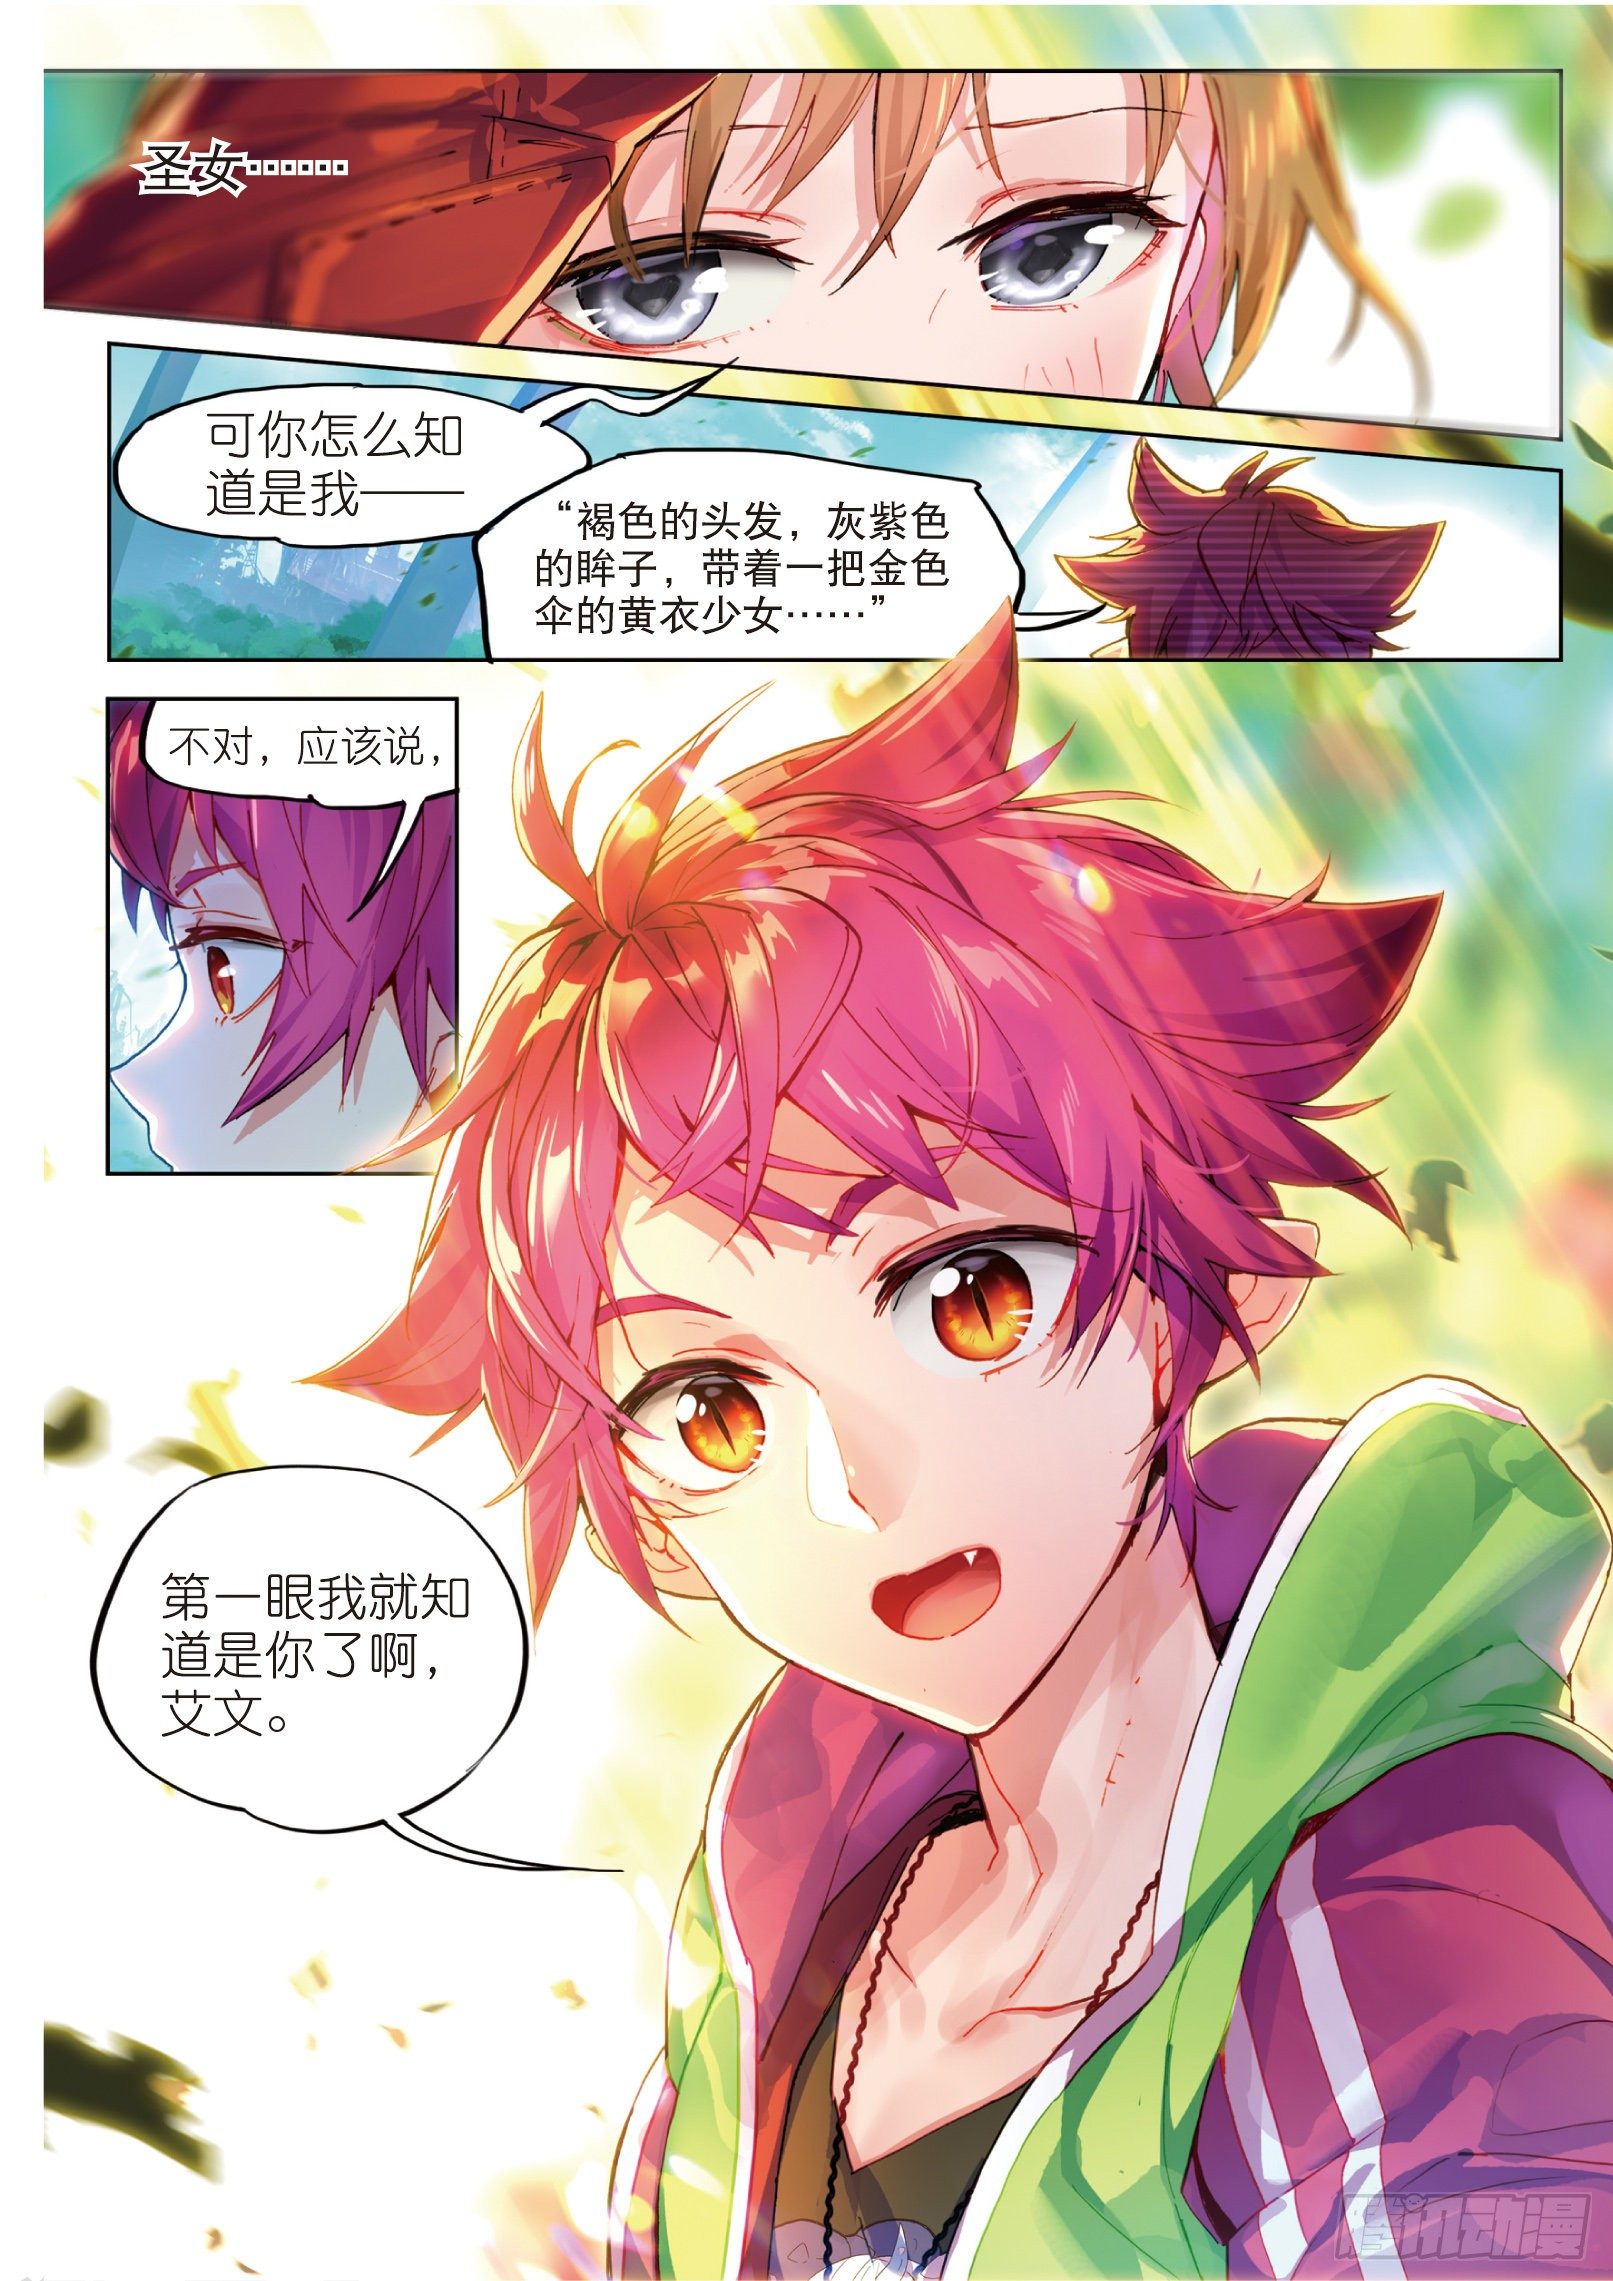 圣女……
可你怎么知
道是我——
“褐色的头发，灰紫色
的眸子，带着一把金色
伞的黄衣少女……”
不对，应该说，
第一眼我就知
道是你了啊，
艾文。
腾讯动漫